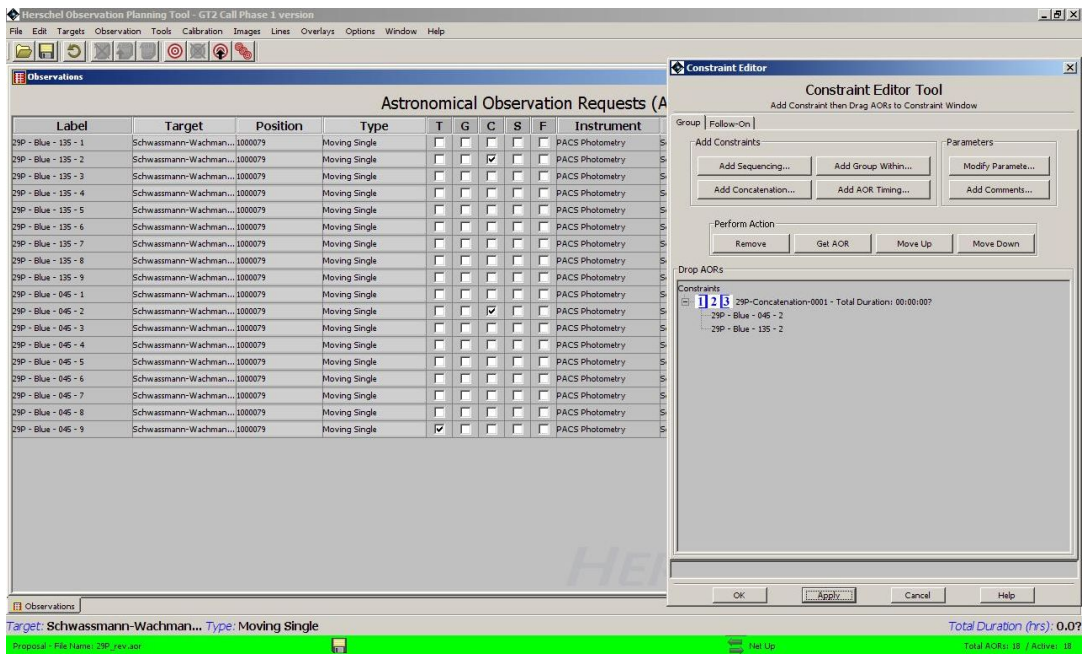 Herschel Observation Planning Tool - GT2 Call Phase 1 version
File Edit Targets Observation Tools Calibration Images Lines Overlays Options Window Help
Observations
Astronomical Observation Requests (A
Label Target Position Type T G C S F Instrument
29P - Blue - 135 - 1 Schwassmann-Wachman... 1000079 Moving Single PACS Photometry
29P - Blue - 135 - 2 Schwassmann-Wachman... 1000079 Moving Single PACS Photometry
29P - Blue - 135 - 3 Schwassmann-Wachman... 1000079 Moving Single PACS Photometry
29P - Blue - 135 - 4 Schwassmann-Wachman... 1000079 Moving Single PACS Photometry
29P - Blue - 135 - 5 Schwassmann-Wachman... 1000079 Moving Single PACS Photometry
29P - Blue - 135 - 6 Schwassmann-Wachman... 1000079 Moving Single PACS Photometry
29P - Blue - 135 - 7 Schwassmann-Wachman... 1000079 Moving Single PACS Photometry
29P - Blue - 135 - 8 Schwassmann-Wachman... 1000079 Moving Single PACS Photometry
29P - Blue - 135 - 9 Schwassmann-Wachman... 1000079 Moving Single PACS Photometry
29P - Blue - 045 - 1 Schwassmann-Wachman... 1000079 Moving Single PACS Photometry
29P - Blue - 045 - 2 Schwassmann-Wachman... 1000079 Moving Single PACS Photometry
29P - Blue - 045 - 3 Schwassmann-Wachman... 1000079 Moving Single PACS Photometry
29P - Blue - 045 - 4 Schwassmann-Wachman... 1000079 Moving Single PACS Photometry
29P - Blue - 045 - 5 Schwassmann-Wachman... 1000079 Moving Single PACS Photometry
29P - Blue - 045 - 6 Schwassmann-Wachman... 1000079 Moving Single PACS Photometry
29P - Blue - 045 - 7 Schwassmann-Wachman... 1000079 Moving Single PACS Photometry
29P - Blue - 045 - 8 Schwassmann-Wachman... 1000079 Moving Single PACS Photometry
29P - Blue - 045 - 9 Schwassmann-Wachman... 1000079 Moving Single PACS Photometry
HER
Constraint Editor
Constraint Editor Tool
Add Constraint then Drag AORs to Constraint Window
Group Follow-On
Add Constraints Parameters
Add Sequencing... Add Group Within... Modify Paramete...
Add Concatenation... Add AOR Timing... Add Comments...
Perform Action
Remove Get AOR Move Up Move Down
Drop AORs
Constraints
1 2 3 29P-Concatenation-0001 - Total Duration: 00:00:00?
29P - Blue - 045 - 2
29P - Blue - 135 - 2
OK Apply Cancel Help
Observations
Target: Schwassmann-Wachman... Type: Moving Single Total Duration (hrs): 0.0?
Proposal - File Name: 29P_rev.aor Net Up Total AORs: 18 / Active: 18